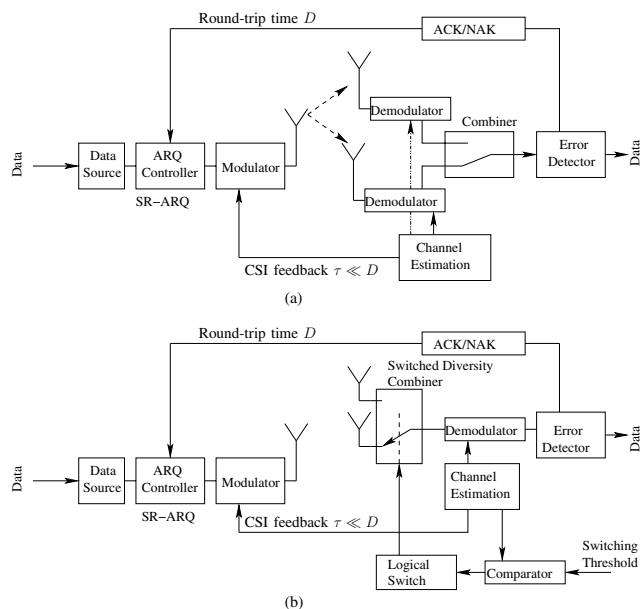 Round-trip time D
ACK/NAK
Demodulator
Combiner
Data
Data
Source
ARQ
Controller
Modulator
Error
Detector
Data
SR-ARQ
Demodulator
Channel
Estimation
CSI feedback τ ≪ D
(a)
Round-trip time D
ACK/NAK
Switched Diversity
Combiner
Data
Data
Source
ARQ
Controller
Modulator
Demodulator
Error
Detector
Data
SR-ARQ
Channel
Estimation
CSI feedback τ ≪ D
Logical
Switch
Comparator
Switching
Threshold
(b)